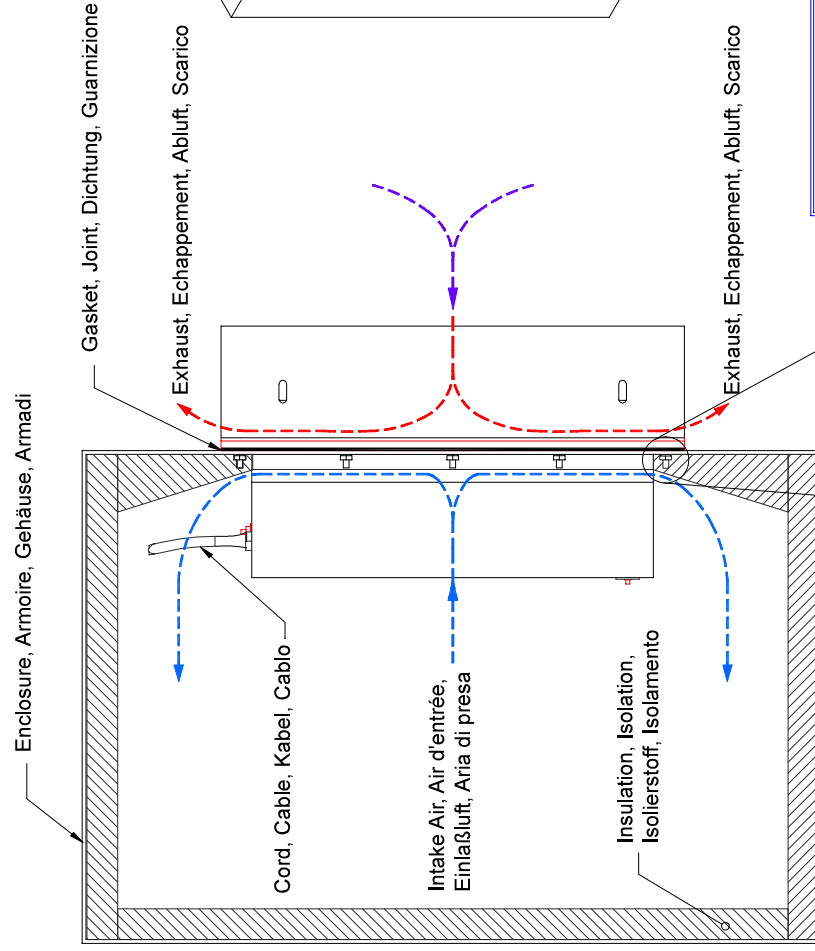 Enclosure, Armoire, Gehäuse, Armadi
Gasket, Joint, Dichtung, Guarnizione
Exhaust, Echappement, Abluft, Scarico
Cord, Cable, Kabel, Cablo
Intake Air, Air d'entrée,
Einlaßluft, Aria di presa
Insulation, Isolation,
Isolierstoff, Isolamento
Exhaust, Echappement, Abluft, Scarico